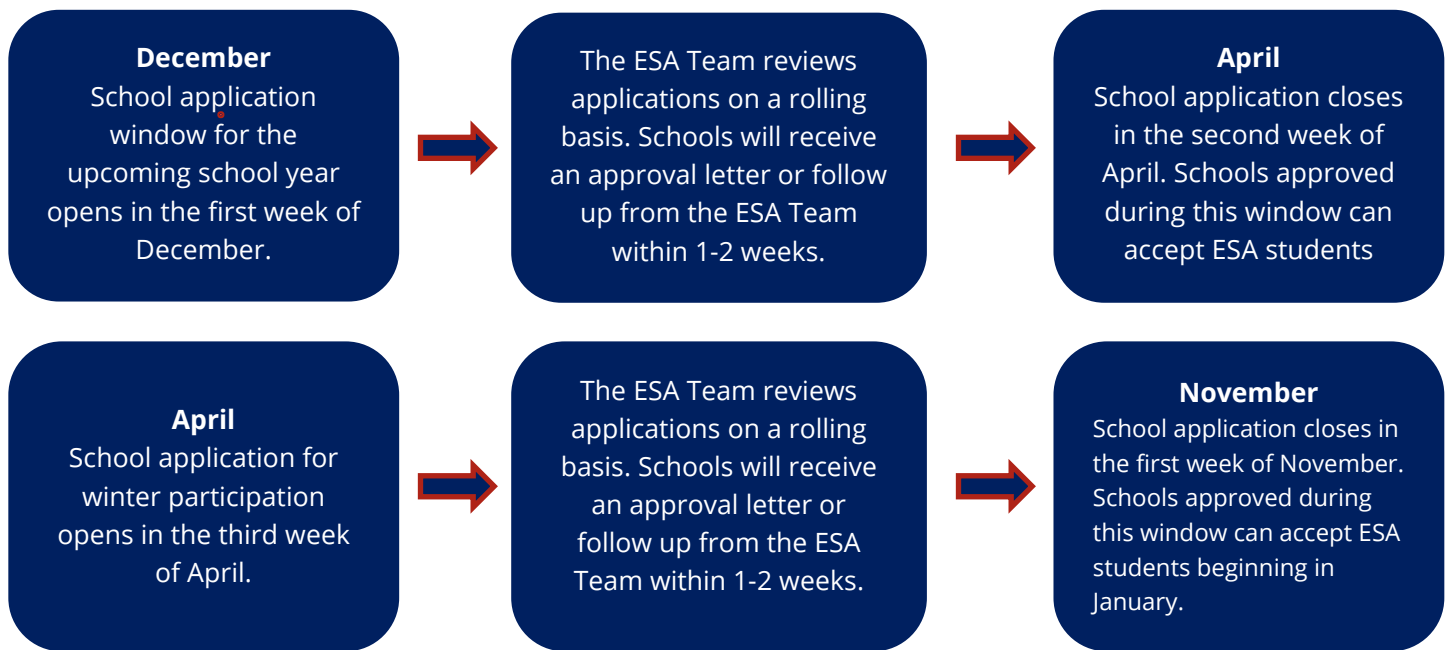 December
School application
window for the
upcoming school year
opens in the first week of
December.
The ESA Team reviews
applications on a rolling
basis. Schools will receive
an approval letter or follow
up from the ESA Team
within 1-2 weeks.
April
School application closes
in the second week of
April. Schools approved
during this window can
accept ESA students
April
School application for
winter participation
opens in the third week
of April.
The ESA Team reviews
applications on a rolling
basis. Schools will receive
an approval letter or
follow up from the ESA
Team within 1-2 weeks.
November
School application closes in
the first week of November.
Schools approved during
this window can accept ESA
students beginning in
January.